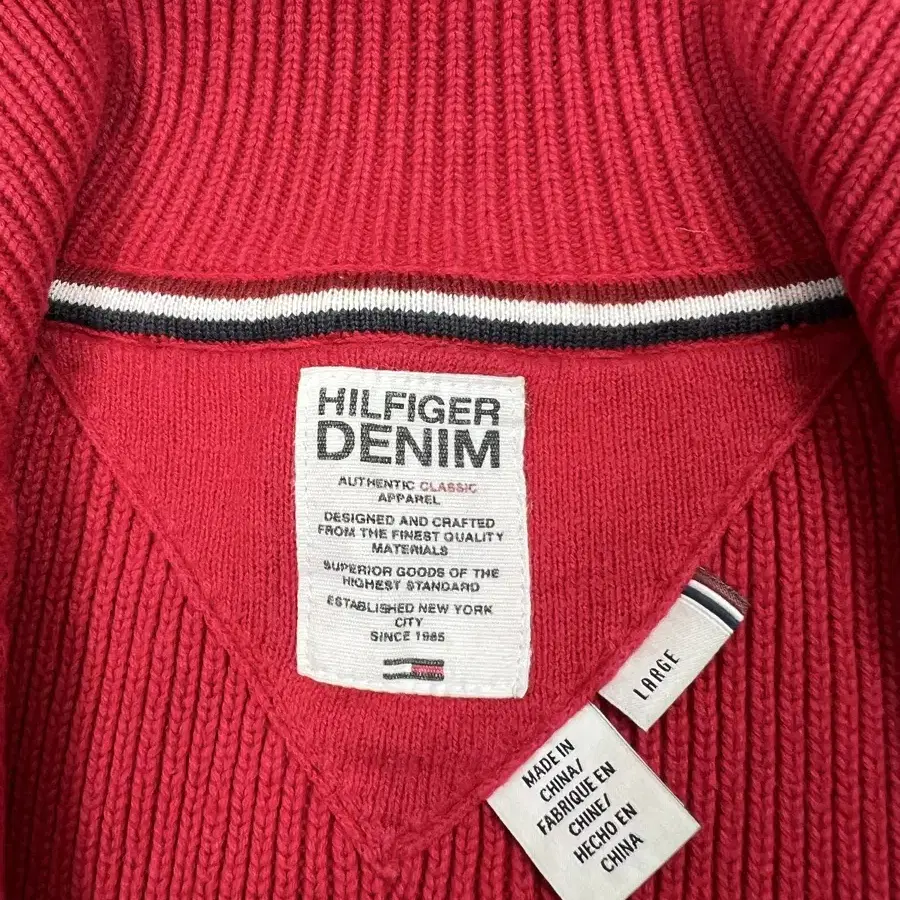 HILFIGER
DENIM
AUTHENTIC CLASSIC
APPAREL
DESIGNED AND CRAFTED
FROM THE FINEST QUALITY
MATERIALS
SUPERIOR GOODS OF THE
HIGHEST STANDARD
ESTABLISHED NEW YORK
CITY
SINCE 1985
LARGE
MADE IN
CHINA/
FABRIQUE EN
CHINE/
HECHO EN
CHINA